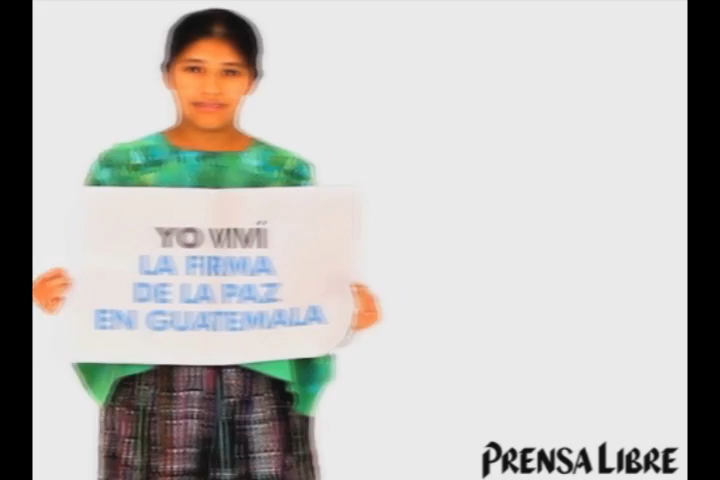 YO VIVÍ
LA FIRMA
DE LA PAZ
EN GUATEMALA
PRENSA LIBRE